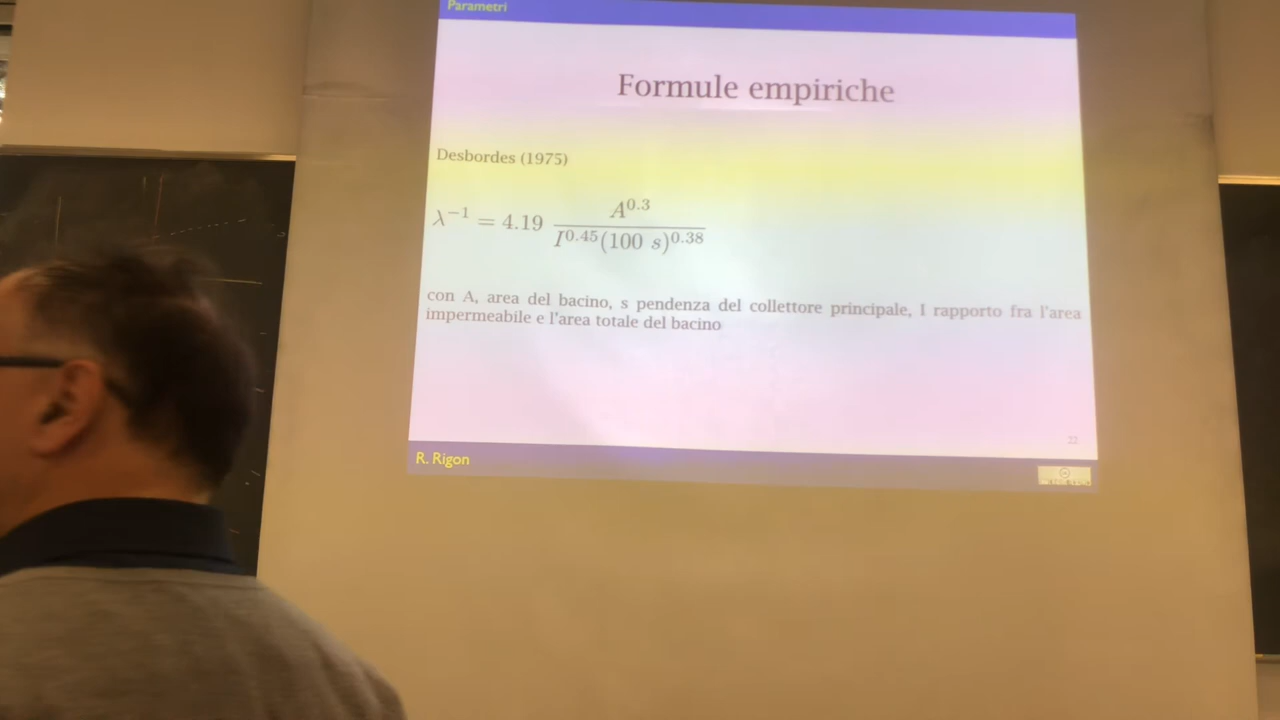 Parametri
Formule empiriche
Desbordes (1975)
λ⁻¹ = 4.19 A^0.3 / I^0.45(100 s)^0.38
con A, area del bacino, s pendenza del collettore principale, I rapporto fra l'area
impermeabile e l'area totale del bacino
22
R. Rigon